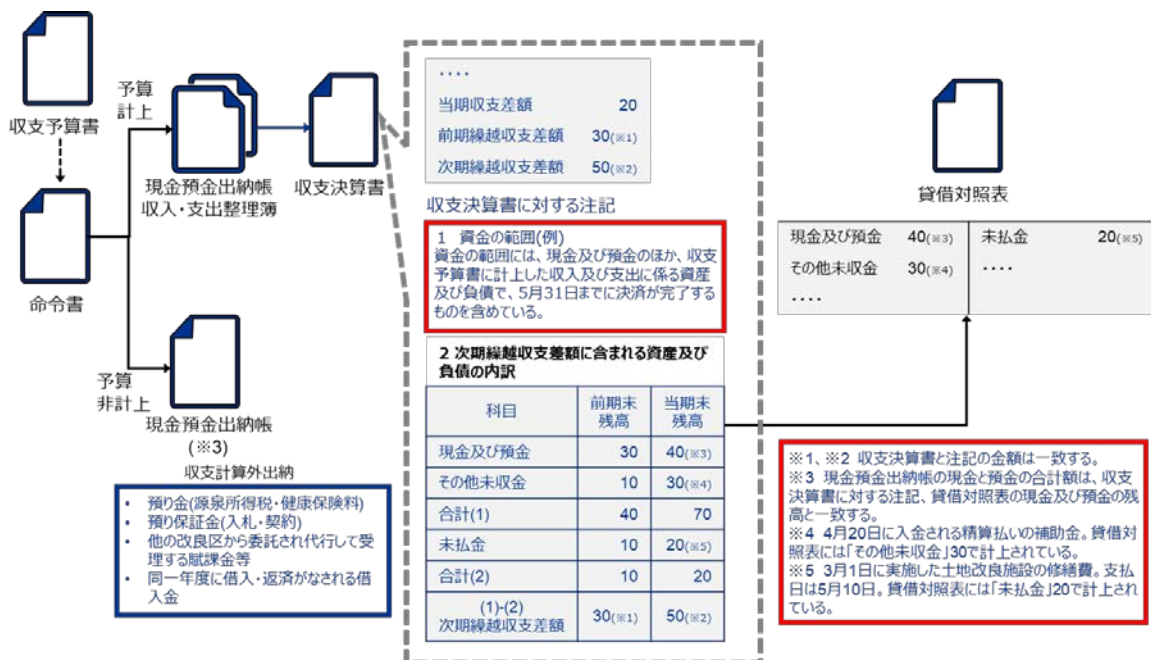 収支予算書
命令書
予算
計上
現金預金出納帳
収入・支出整理簿
収支決算書
予算
非計上
現金預金出納帳
(※3)
収支計算外出納
• 預り金(源泉所得税・健康保険料)
• 預り保証金(入札・契約)
• 他の改良区から委託され代行して受
理する賦課金等
• 同一年度に借入・返済がなされる借
入金
‥‥
当期収支差額 20
前期繰越収支差額 30(※1)
次期繰越収支差額 50(※2)
収支決算書に対する注記
1 資金の範囲(例)
資金の範囲には、現金及び預金のほか、収支
予算書に計上した収入及び支出に係る資産
及び負債で、5月31日までに決済が完了する
ものを含めている。
2 次期繰越収支差額に含まれる資産及び
負債の内訳
科目 前期末残高 当期末残高
現金及び預金 30 40(※3)
その他未収金 10 30(※4)
合計(1) 40 70
未払金 10 20(※5)
合計(2) 10 20
(1)-(2)
次期繰越収支差額 30(※1) 50(※2)
貸借対照表
現金及び預金 40(※3) 未払金 20(※5)
その他未収金 30(※4) ‥‥
‥‥
※1、※2 収支決算書と注記の金額は一致する。
※3 現金預金出納帳の現金と預金の合計額は、収支
決算書に対する注記、貸借対照表の現金及び預金の残
高と一致する。
※4 4月20日に入金される精算払いの補助金。貸借対
照表には「その他未収金」30で計上されている。
※5 3月1日に実施した土地改良施設の修繕費。支払
日は5月10日。貸借対照表には「未払金」20で計上さ
れている。